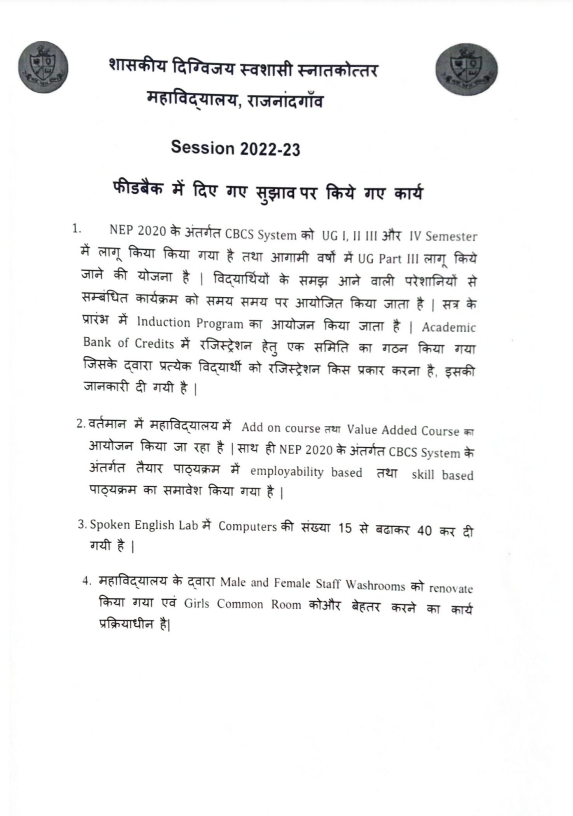 शासकीय दिग्विजय स्वशासी स्नातकोत्तर
महाविद्यालय, राजनांदगाँव
Session 2022-23
फीडबैक में दिए गए सुझाव पर किये गए कार्य
1. NEP 2020 के अंतर्गत CBCS System को UG I, II III और IV Semester
में लागू किया किया गया है तथा आगामी वर्षो में UG Part III लागू किये
जाने की योजना है | विद्यार्थियों के समझ आने वाली परेशानियों से
सम्बंधित कार्यक्रम को समय समय पर आयोजित किया जाता है | सत्र के
प्रारंभ में Induction Program का आयोजन किया जाता है | Academic
Bank of Credits में रजिस्ट्रेशन हेतु एक समिति का गठन किया गया
जिसके द्वारा प्रत्येक विद्यार्थी को रजिस्ट्रेशन किस प्रकार करना है, इसकी
जानकारी दी गयी है |
2. वर्तमान में महाविद्यालय में Add on course तथा Value Added Course का
आयोजन किया जा रहा है | साथ ही NEP 2020 के अंतर्गत CBCS System के
अंतर्गत तैयार पाठ्यक्रम में employability based तथा skill based
पाठ्यक्रम का समावेश किया गया है |
3. Spoken English Lab में Computers की संख्या 15 से बढाकर 40 कर दी
गयी है |
4. महाविद्यालय के द्वारा Male and Female Staff Washrooms को renovate
किया गया एवं Girls Common Room कोऔर बेहतर करने का कार्य
प्रक्रियाधीन है|